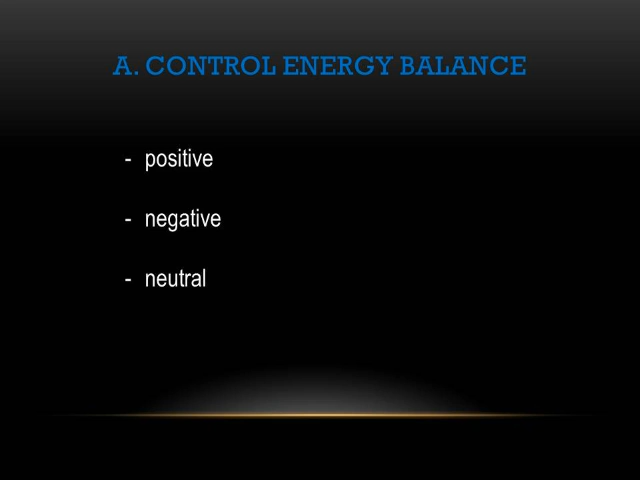 A. CONTROL ENERGY BALANCE
- positive
- negative
- neutral